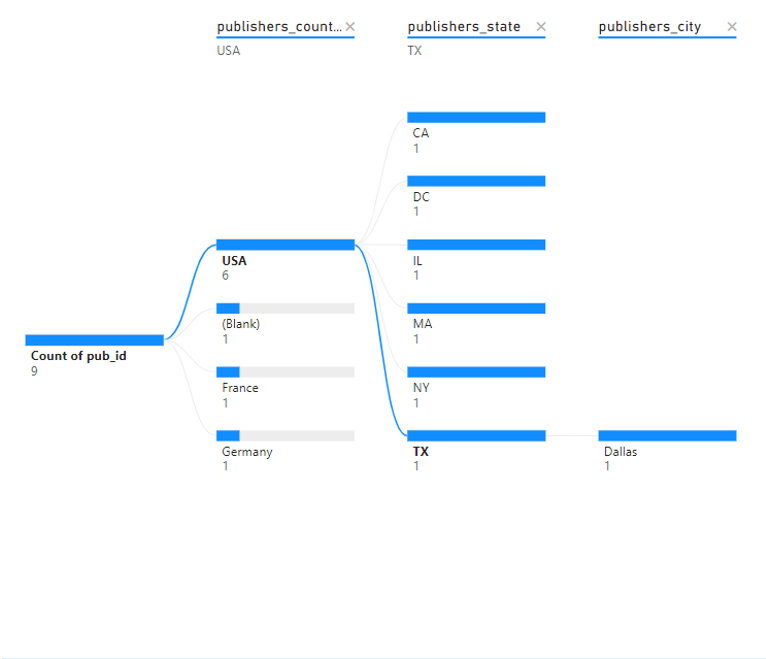 publishers_count...
publishers_state
publishers_city
USA
TX
CA
1
DC
1
USA
6
IL
1
(Blank)
1
MA
1
Count of pub_id
9
France
1
NY
1
Germany
1
TX
1
Dallas
1